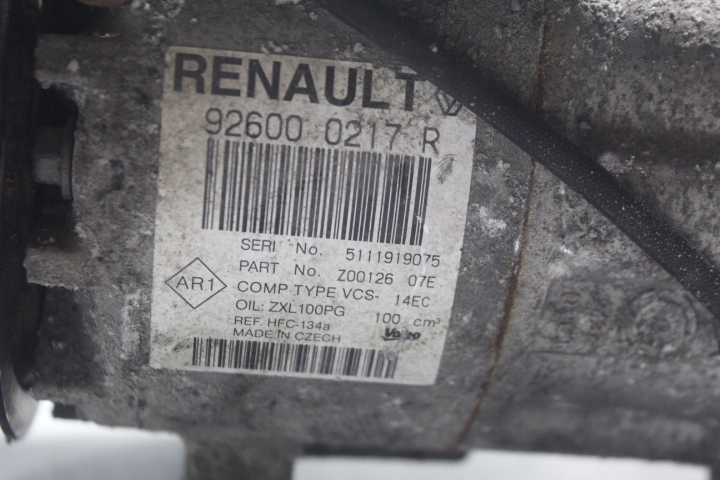 RENAULT
92600 0217 R
SERI No. 5111919075
PART No. Z00126 07E
AR1
COMP TYPE VCS- 14EC
OIL: ZXL100PG 100 cm³
REF. HFC-134a
MADE IN CZECH
Valeo